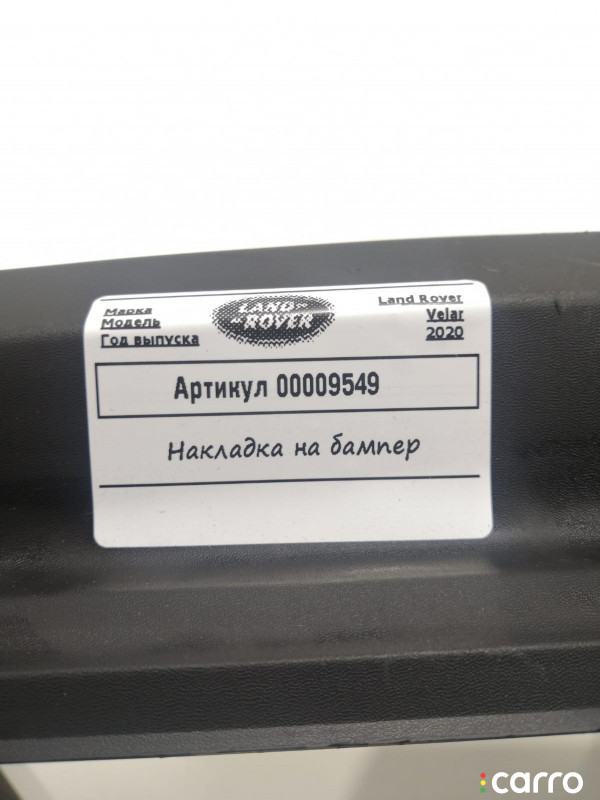 Марка LAND- Land Rover
Модель -ROVER Velar
Год выпуска 2020
Артикул 00009549
Накладка на бампер
carro